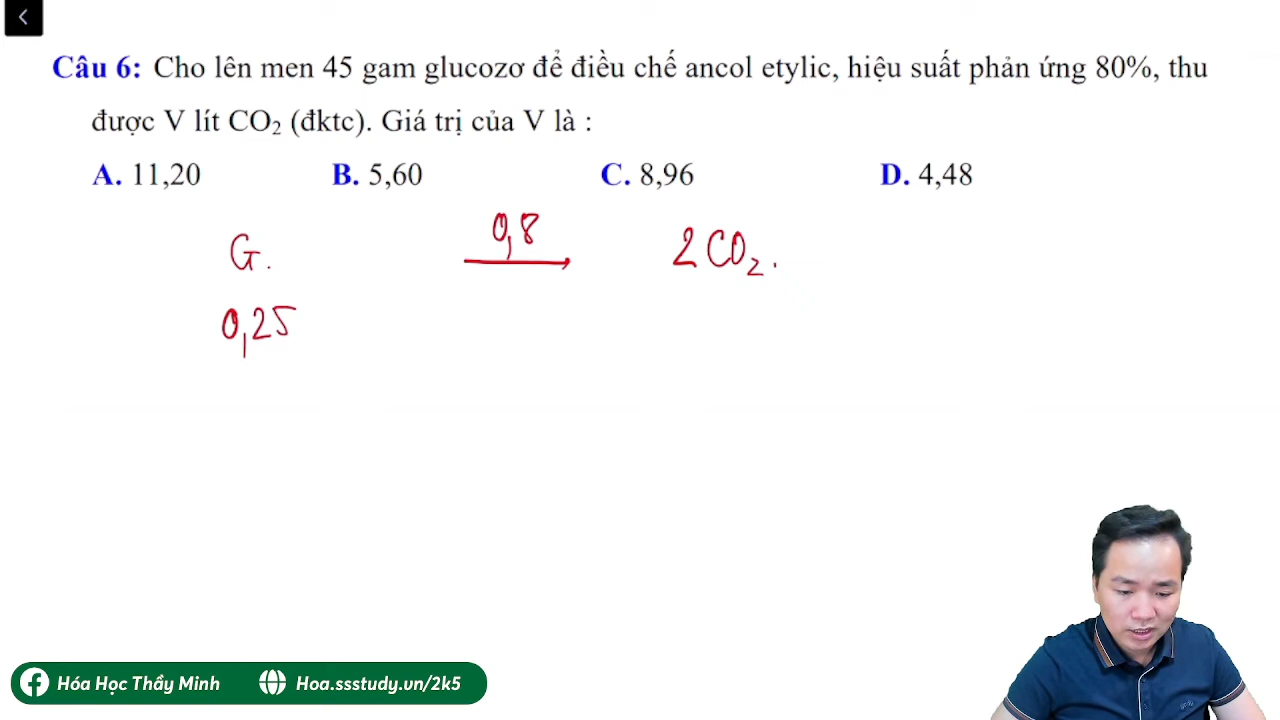 Câu 6: Cho lên men 45 gam glucozơ để điều chế ancol etylic, hiệu suất phản ứng 80%, thu
được V lít CO₂ (đktc). Giá trị của V là :
A. 11,20 B. 5,60 C. 8,96 D. 4,48
0,8
G. 2CO₂.
0,25
Hóa Học Thầy Minh Hoa.ssstudy.vn/2k5